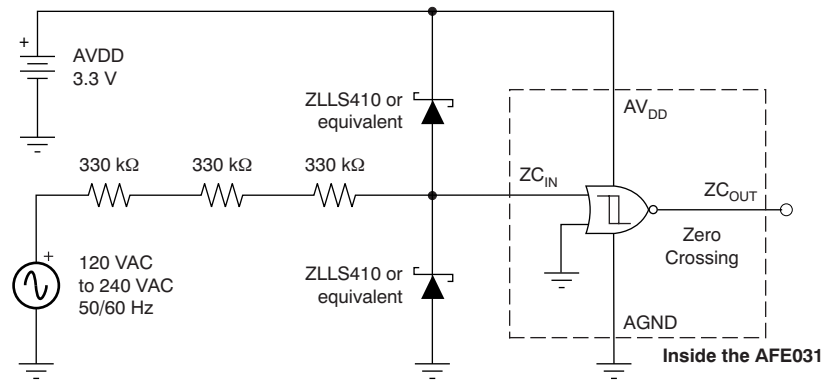 +
AVDD
3.3 V
ZLLS410 or
equivalent
AV_DD
330 kΩ
330 kΩ
330 kΩ
ZC_IN
ZC_OUT
+
120 VAC
to 240 VAC
50/60 Hz
ZLLS410 or
equivalent
Zero
Crossing
AGND
Inside the AFE031